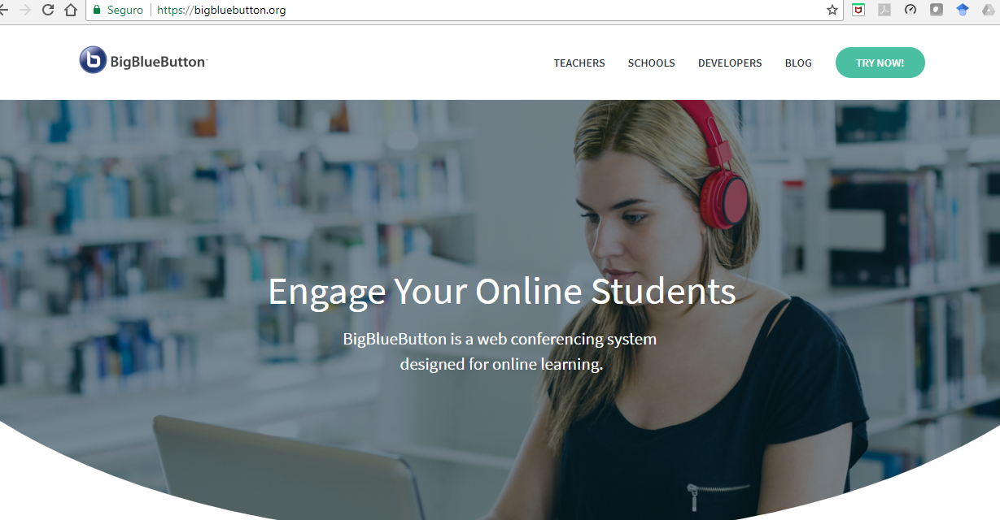 Seguro
https://bigbluebutton.org
BigBlueButton™
TEACHERS
SCHOOLS
DEVELOPERS
BLOG
TRY NOW!
Engage Your Online Students
BigBlueButton is a web conferencing system
designed for online learning.